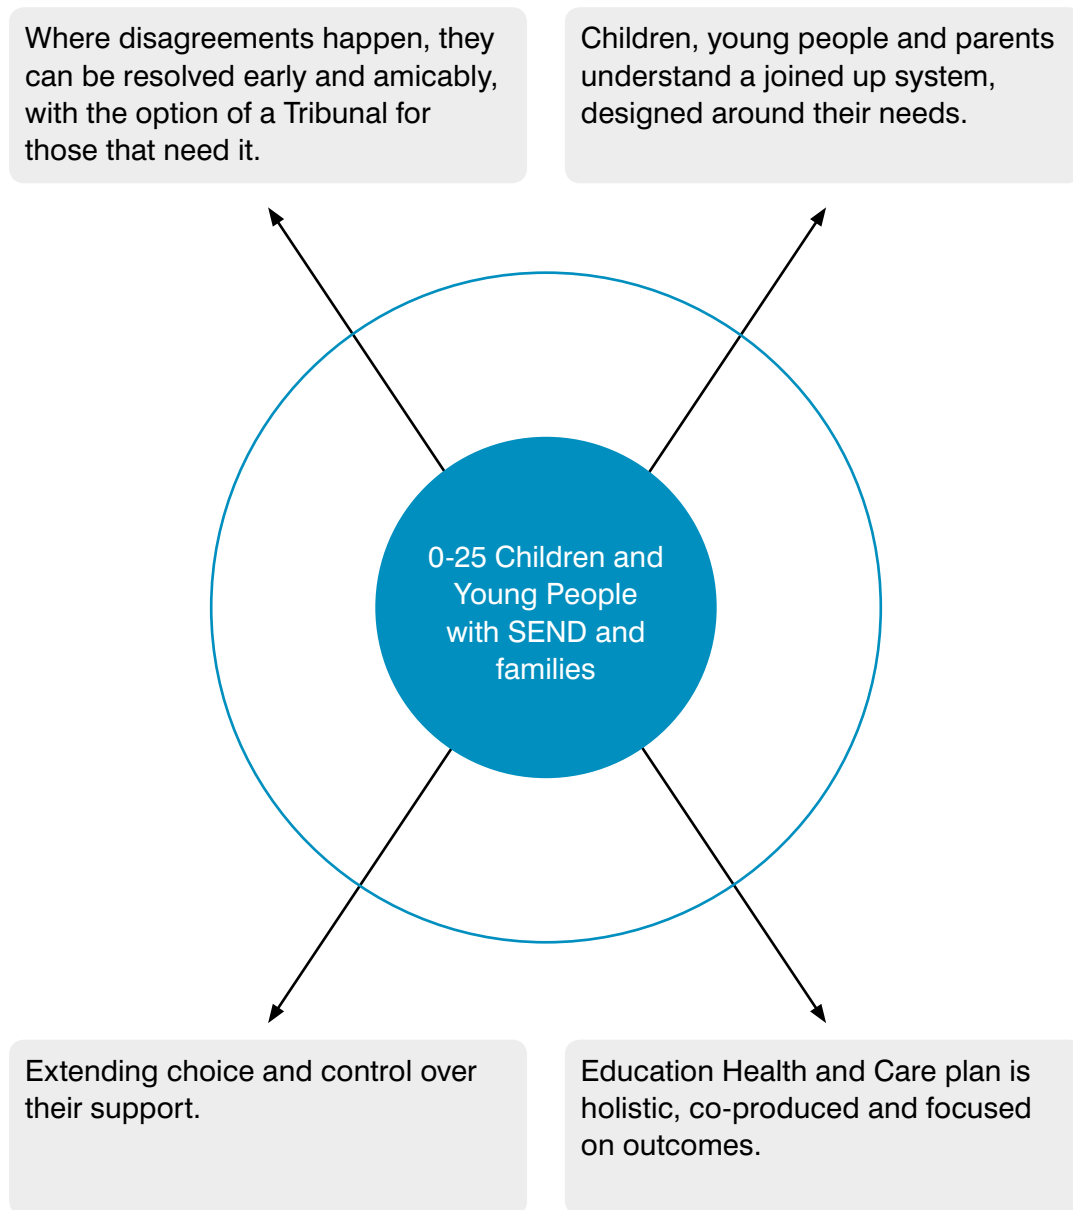 Where disagreements happen, they
can be resolved early and amicably,
with the option of a Tribunal for
those that need it.
Children, young people and parents
understand a joined up system,
designed around their needs.
0-25 Children and
Young People
with SEND and
families
Extending choice and control over
their support.
Education Health and Care plan is
holistic, co-produced and focused
on outcomes.